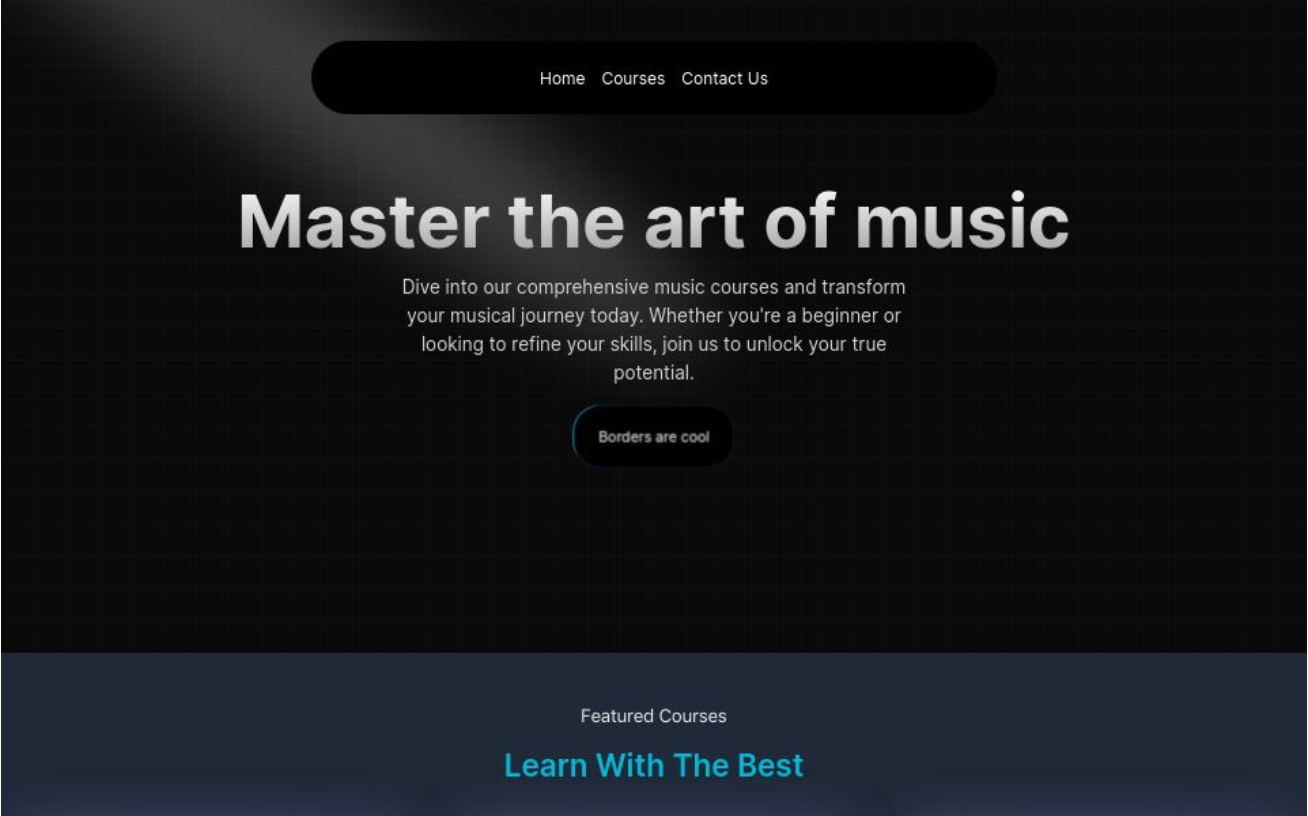 Home Courses Contact Us
Master the art of music
Dive into our comprehensive music courses and transform
your musical journey today. Whether you're a beginner or
looking to refine your skills, join us to unlock your true
potential.
Borders are cool
Featured Courses
Learn With The Best